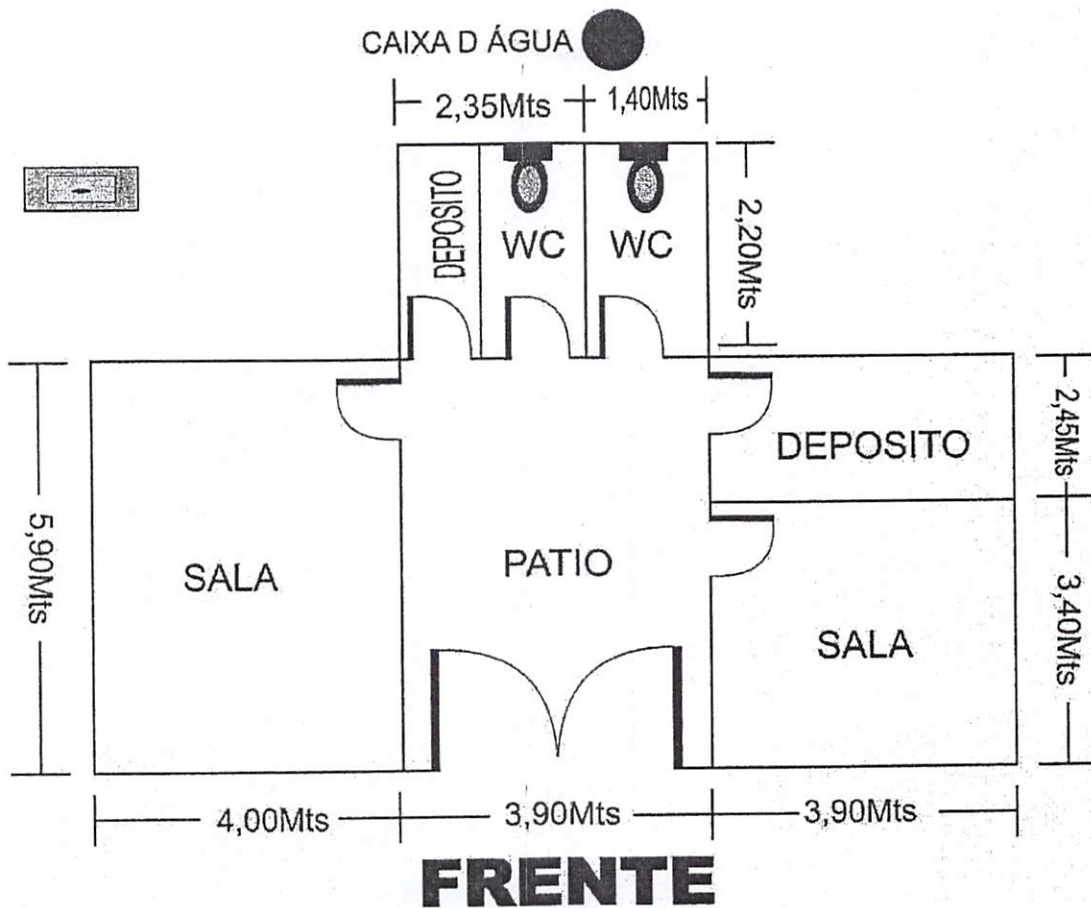 CAIXA D ÁGUA
2,35Mts
1,40Mts
DEPOSITO
WC
WC
2,20Mts
5,90Mts
SALA
PATIO
DEPOSITO
SALA
2,45Mts
3,40Mts
4,00Mts
3,90Mts
3,90Mts
FRENTE